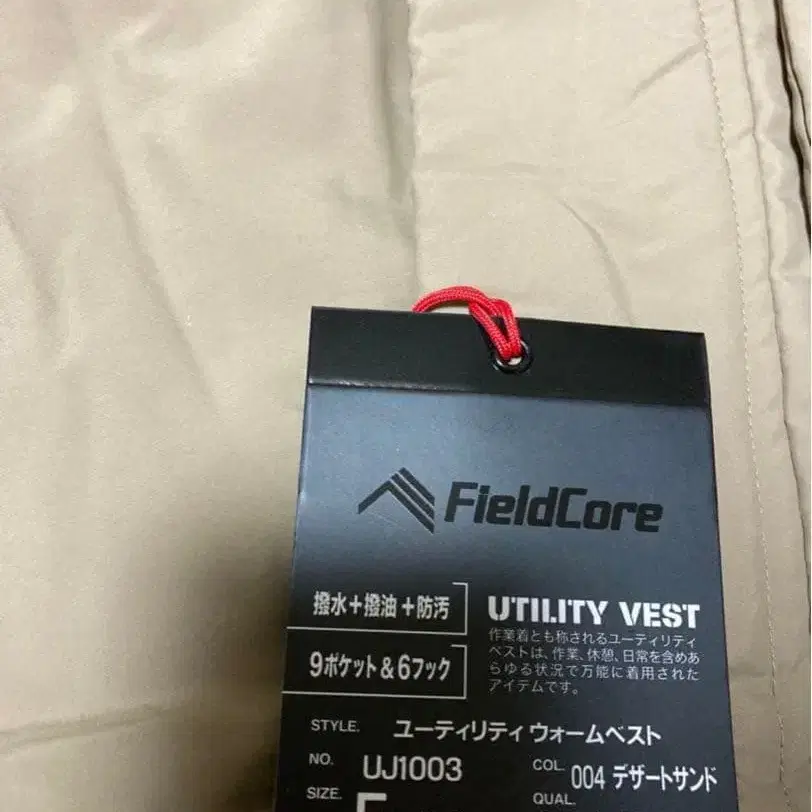 FieldCore
撥水+撥油+防汚
9ポケット&6フック
UTILITY VEST
作業着とも称されるユーティリティ
ベストは、作業、休憩、日常を含めあ
らゆる状況で万能に着用された
アイテムです。
STYLE. ユーティリティ ウォームベスト
NO. UJ1003
COL. 004 デザートサンド
SIZE.
QUAL.